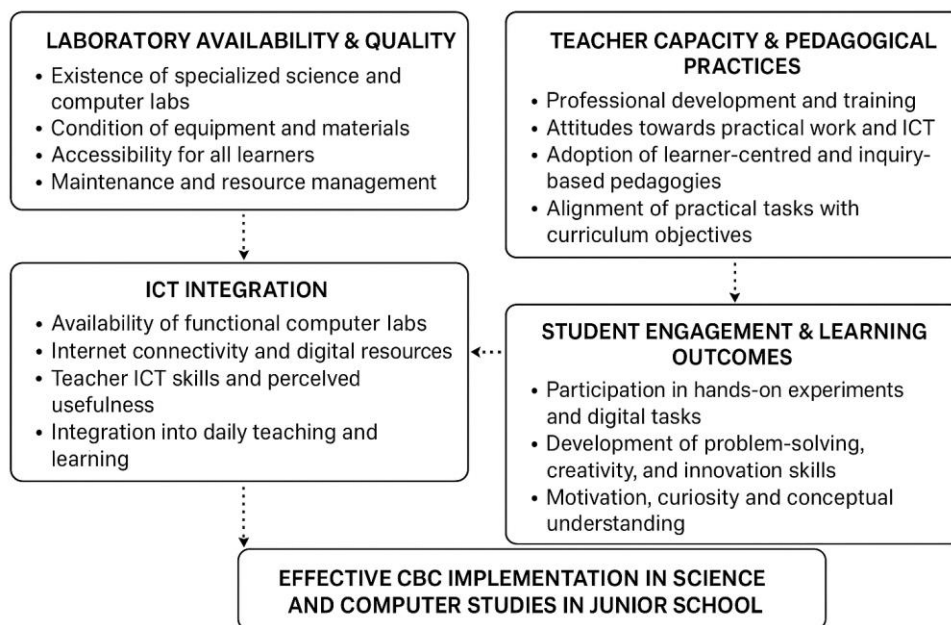 LABORATORY AVAILABILITY & QUALITY
• Existence of specialized science and
computer labs
• Condition of equipment and materials
• Accessibility for all learners
• Maintenance and resource management
TEACHER CAPACITY & PEDAGOGICAL
PRACTICES
• Professional development and training
• Attitudes towards practical work and ICT
• Adoption of learner-centred and inquiry-
based pedagogies
• Alignment of practical tasks with
curriculum objectives
ICT INTEGRATION
• Availability of functional computer labs
• Internet connectivity and digital resources
• Teacher ICT skills and percelved
usefulness
• Integration into daily teaching and
learning
STUDENT ENGAGEMENT & LEARNING
OUTCOMES
• Participation in hands-on experiments
and digital tasks
• Development of problem-solving,
creativity, and innovation skills
• Motivation, curiosity and conceptual
understanding
EFFECTIVE CBC IMPLEMENTATION IN SCIENCE
AND COMPUTER STUDIES IN JUNIOR SCHOOL